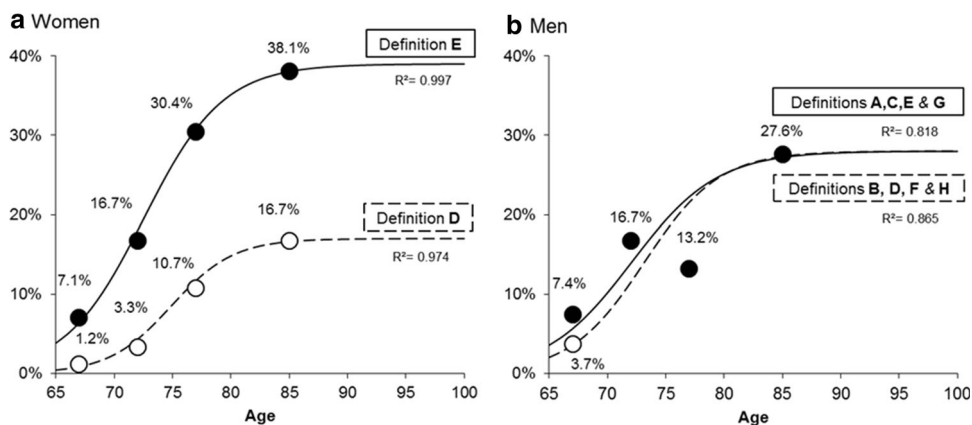 a Women
Definition E
R²= 0.997
38.1%
30.4%
16.7%
7.1%
Definition D
R²= 0.974
16.7%
10.7%
3.3%
1.2%
40%
30%
20%
10%
0%
65 70 75 80 85 90 95 100
Age
b Men
Definitions A,C,E & G
R²= 0.818
27.6%
Definitions B, D, F & H
R²= 0.865
16.7%
13.2%
7.4%
3.7%
40%
30%
20%
10%
0%
65 70 75 80 85 90 95 100
Age